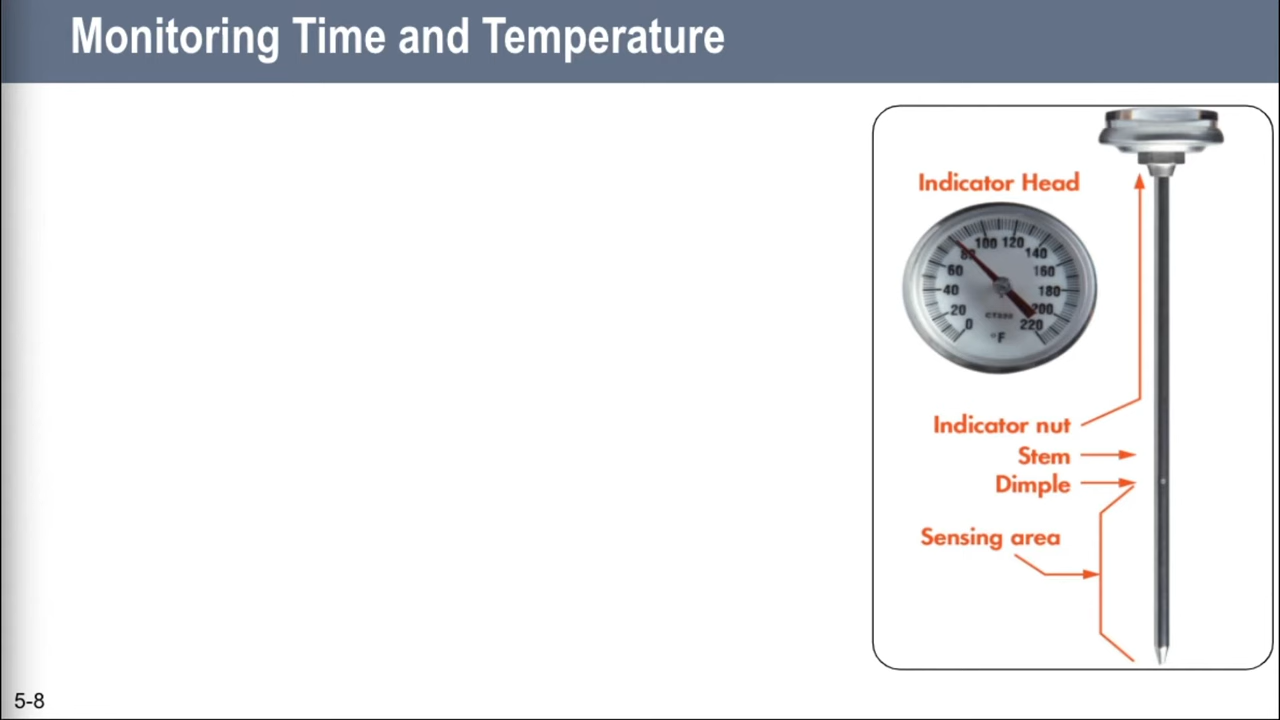 Monitoring Time and Temperature
Indicator Head
100 120
80 140
60 160
40 180
20 200
0 220
°F
Indicator nut
Stem
Dimple
Sensing area
5-8